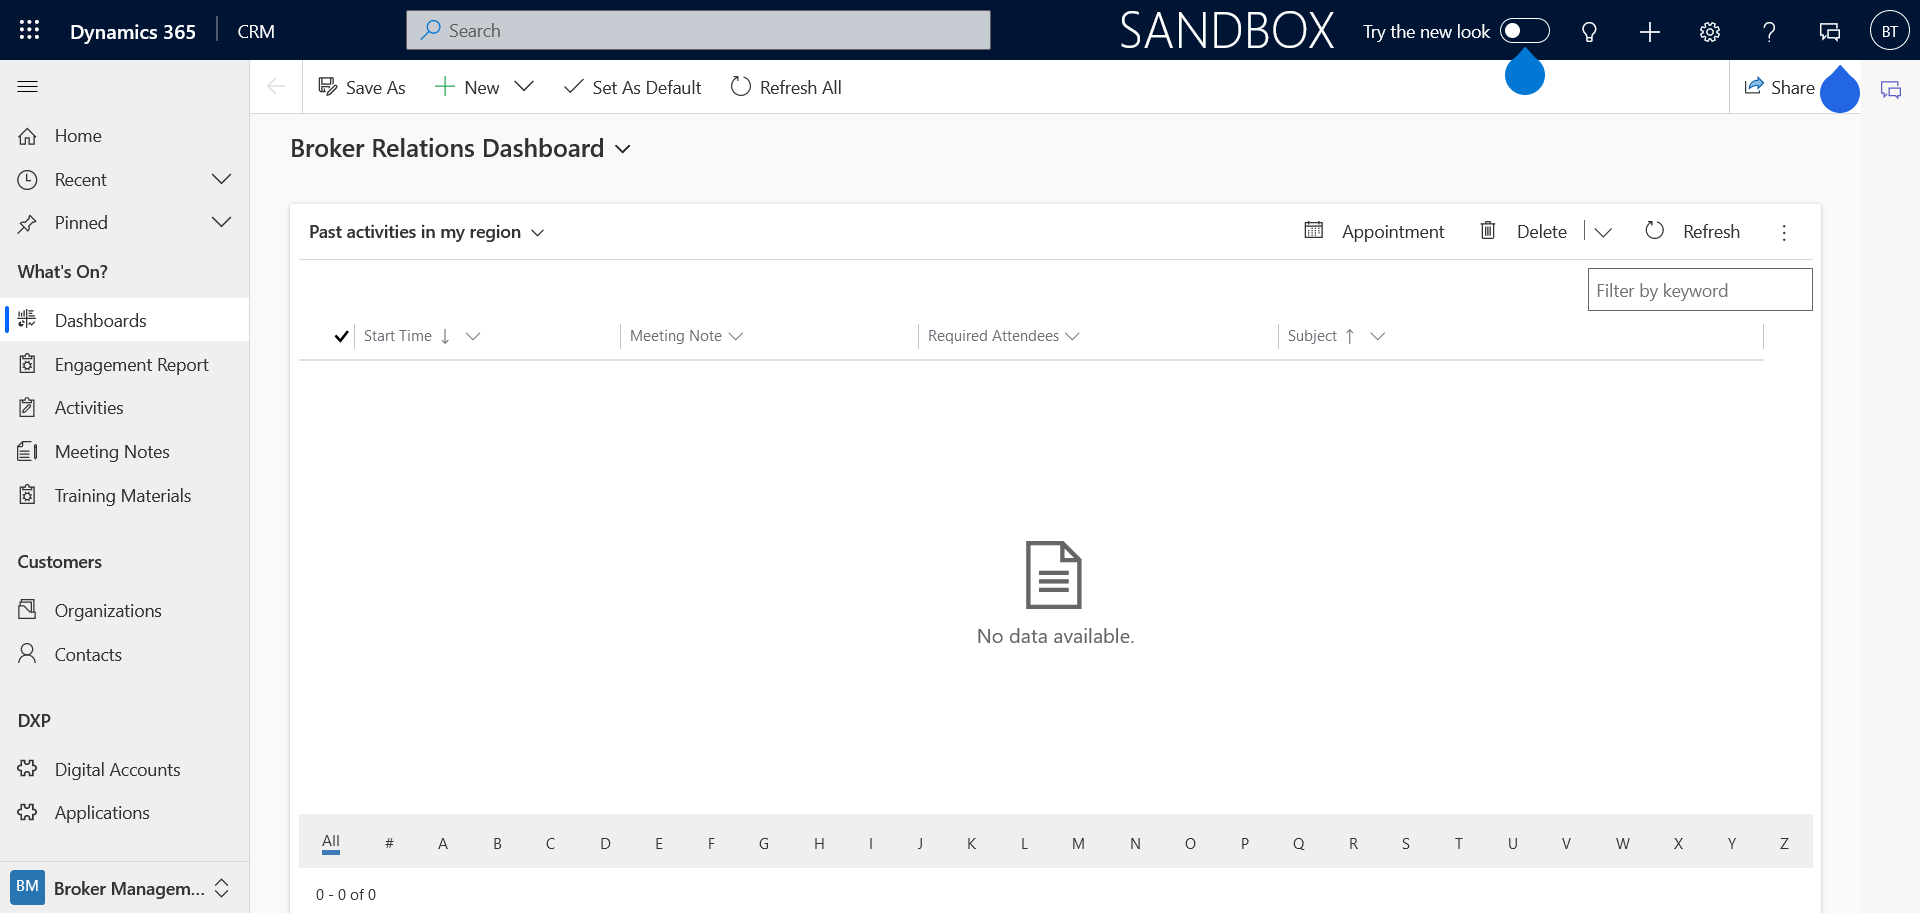 Dynamics 365 CRM Search SANDBOX Try the new look BT
Save As New Set As Default Refresh All Share
Home
Recent
Pinned
What's On?
Dashboards
Engagement Report
Activities
Meeting Notes
Training Materials
Customers
Organizations
Contacts
DXP
Digital Accounts
Applications
BM Broker Managem...
Broker Relations Dashboard
Past activities in my region Appointment Delete Refresh
Filter by keyword
Start Time Meeting Note Required Attendees Subject
No data available.
All # A B C D E F G H I J K L M N O P Q R S T U V W X Y Z
0 - 0 of 0